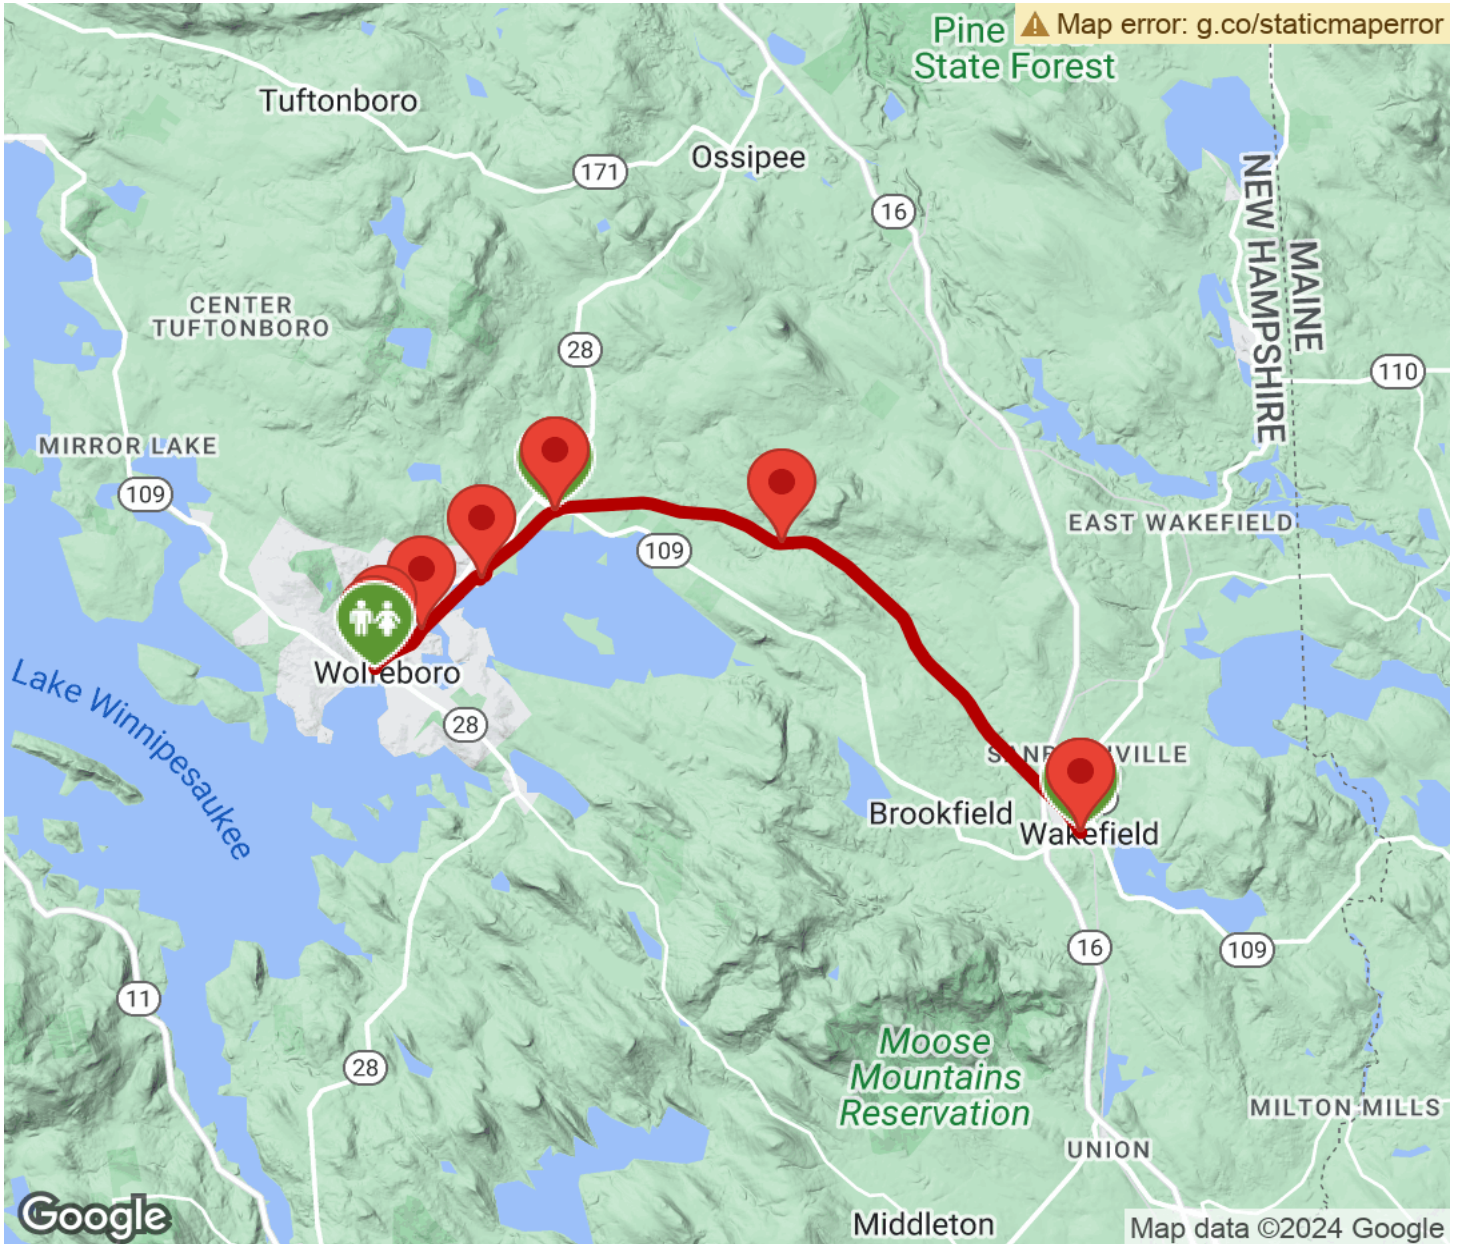 Map error: g.co/staticmaperror
Pine
State Forest
Tuftonboro
Ossipee
171
16
NEW HAMPSHIRE
MAINE
CENTER
TUFTONBORO
28
110
MIRROR LAKE
109
EAST WAKEFIELD
109
Wolfeboro
Lake Winnipesaukee
28
Brookfield
Wakefield
16
109
11
28
Moose
Mountains
Reservation
MILTON MILLS
UNION
Middleton
Google
Map data ©2024 Google